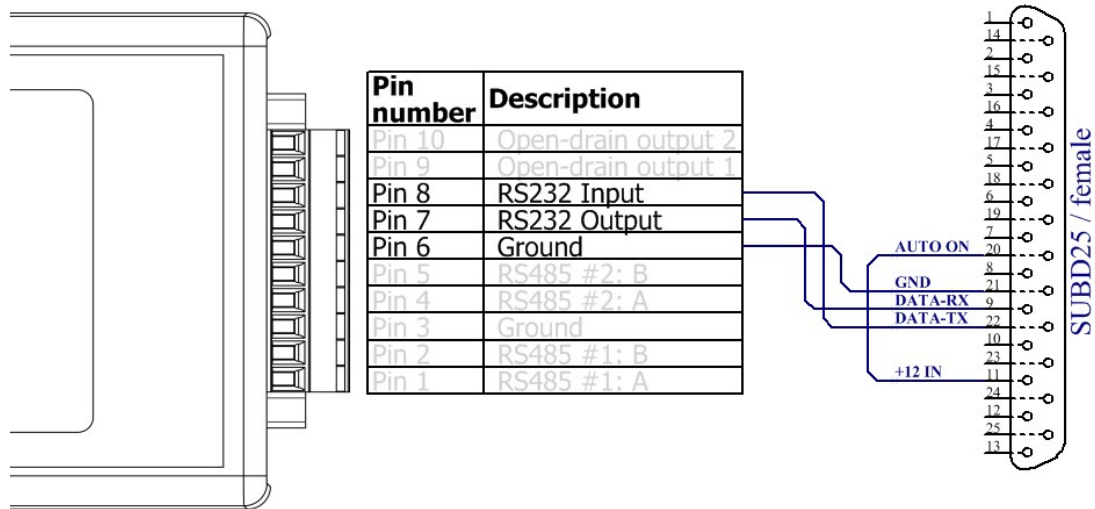 Pin number Description
Pin 10 Open-drain output 2
Pin 9 Open-drain output 1
Pin 8 RS232 Input
Pin 7 RS232 Output
Pin 6 Ground
Pin 5 RS485 #2: B
Pin 4 RS485 #2: A
Pin 3 Ground
Pin 2 RS485 #1: B
Pin 1 RS485 #1: A
AUTO ON
GND
DATA-RX
DATA-TX
+12 IN
1
14
2
15
3
16
4
17
5
18
6
19
7
20
8
21
9
22
10
23
11
24
12
25
13
SUBD25 / female